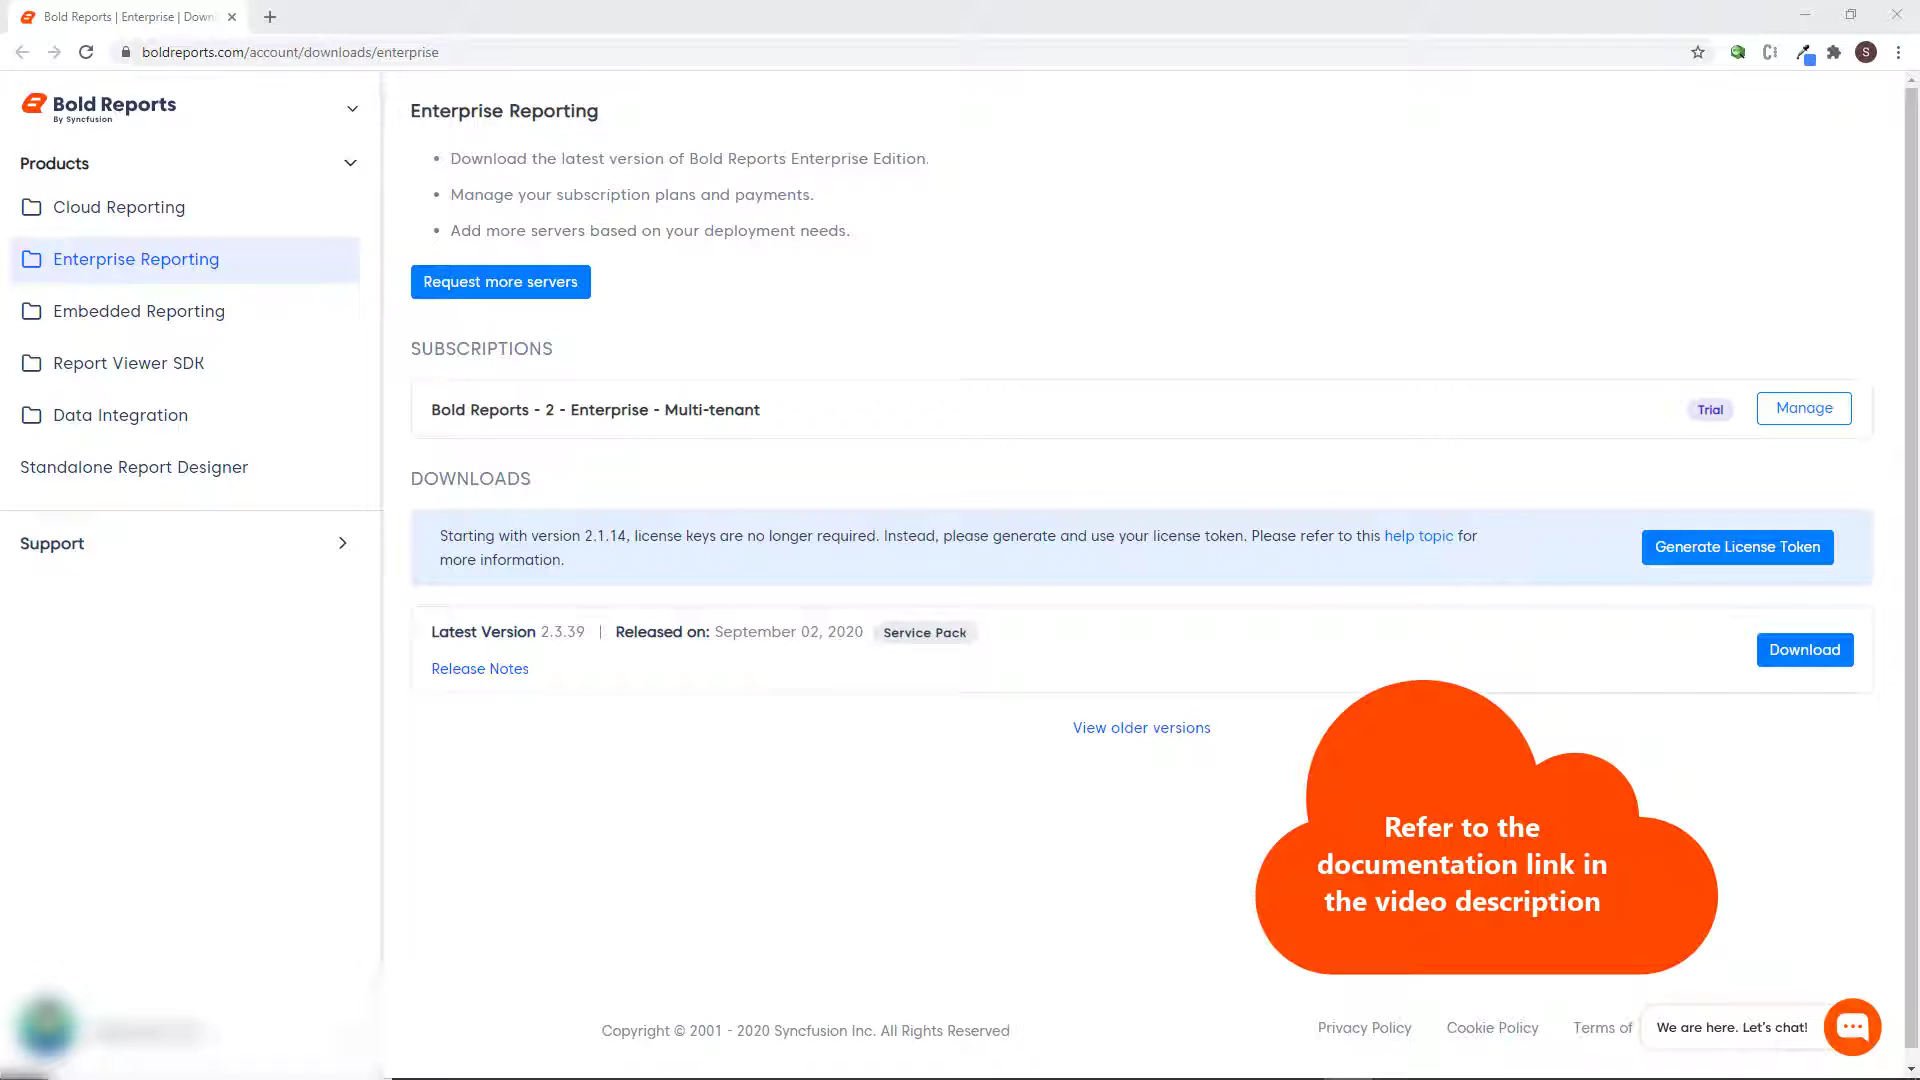 Bold Reports | Enterprise | Down
boldreports.com/account/downloads/enterprise
S
Bold Reports
By Syncfusion
Products
Cloud Reporting
Enterprise Reporting
Embedded Reporting
Report Viewer SDK
Data Integration
Standalone Report Designer
Support
Enterprise Reporting
Download the latest version of Bold Reports Enterprise Edition.
Manage your subscription plans and payments.
Add more servers based on your deployment needs.
Request more servers
SUBSCRIPTIONS
Bold Reports - 2 - Enterprise - Multi-tenant
Trial
Manage
DOWNLOADS
Starting with version 2.1.14, license keys are no longer required. Instead, please generate and use your license token. Please refer to this help topic for
more information.
Generate License Token
Latest Version 2.3.39 | Released on: September 02, 2020 Service Pack
Release Notes
Download
View older versions
Refer to the
documentation link in
the video description
Copyright © 2001 - 2020 Syncfusion Inc. All Rights Reserved
Privacy Policy
Cookie Policy
Terms of
We are here. Let's chat!